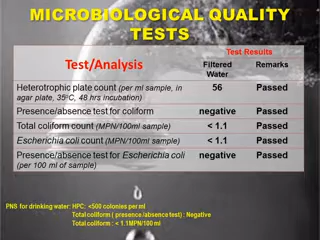 MICROBIOLOGICAL QUALITY
TESTS
Test/Analysis
Test Results
Filtered
Water
Remarks
Heterotrophic plate count (per ml sample, in
agar plate, 35ºC, 48 hrs incubation)
56
Passed
Presence/absence test for coliform
negative
Passed
Total coliform count (MPN/100ml sample)
< 1.1
Passed
Escherichia coli count (MPN/100ml sample)
< 1.1
Passed
Presence/absence test for Escherichia coli
(per 100 ml of sample)
negative
Passed
PNS for drinking water: HPC: <500 colonies per ml
Total coliform ( presence /absence test) : Negative
Total coliform : < 1.1MPN/100 ml